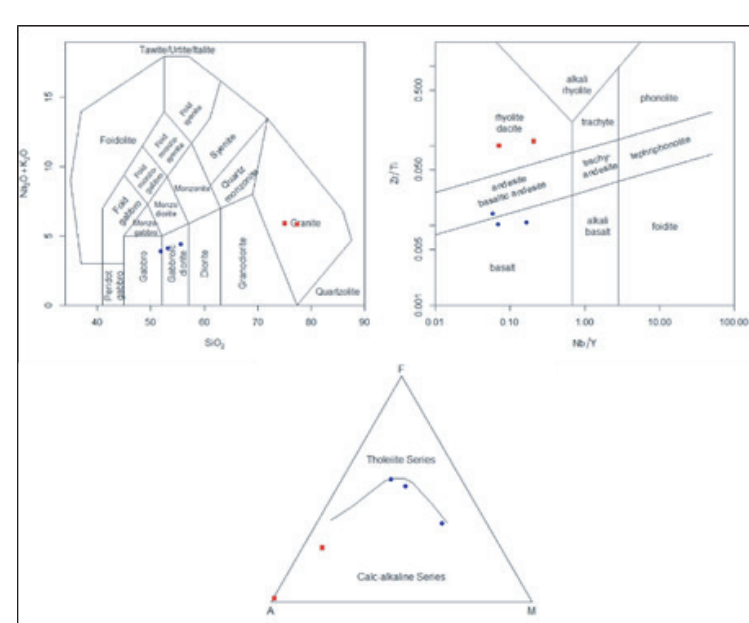 Tawite/Urtite/Italite
Foidolite
Foid syenite
Foid monzo-syenite
Foid monzo-gabbro
Foid gabbro
Syenite
Quartz monzonite
Monzonite
Monzo diorite
Monzo gabbro
Granite
Peridot gabbro
Gabbro
Gabbroic diorite
Diorite
Granodiorite
Quartzolite
Na₂O+K₂O
0
5
10
15
40 50 60 70 80 90
SiO₂
alkali rhyolite
phonolite
rhyolite dacite
trachyte
tephriphonolite
trachy-andesite
andesite
basaltic andesite
alkali basalt
foidite
basalt
Zr/Ti
0.500
0.050
0.005
0.001
0.01 0.10 1.00 10.00 100.00
Nb/Y
F
Tholeiite Series
Calc-alkaline Series
A M